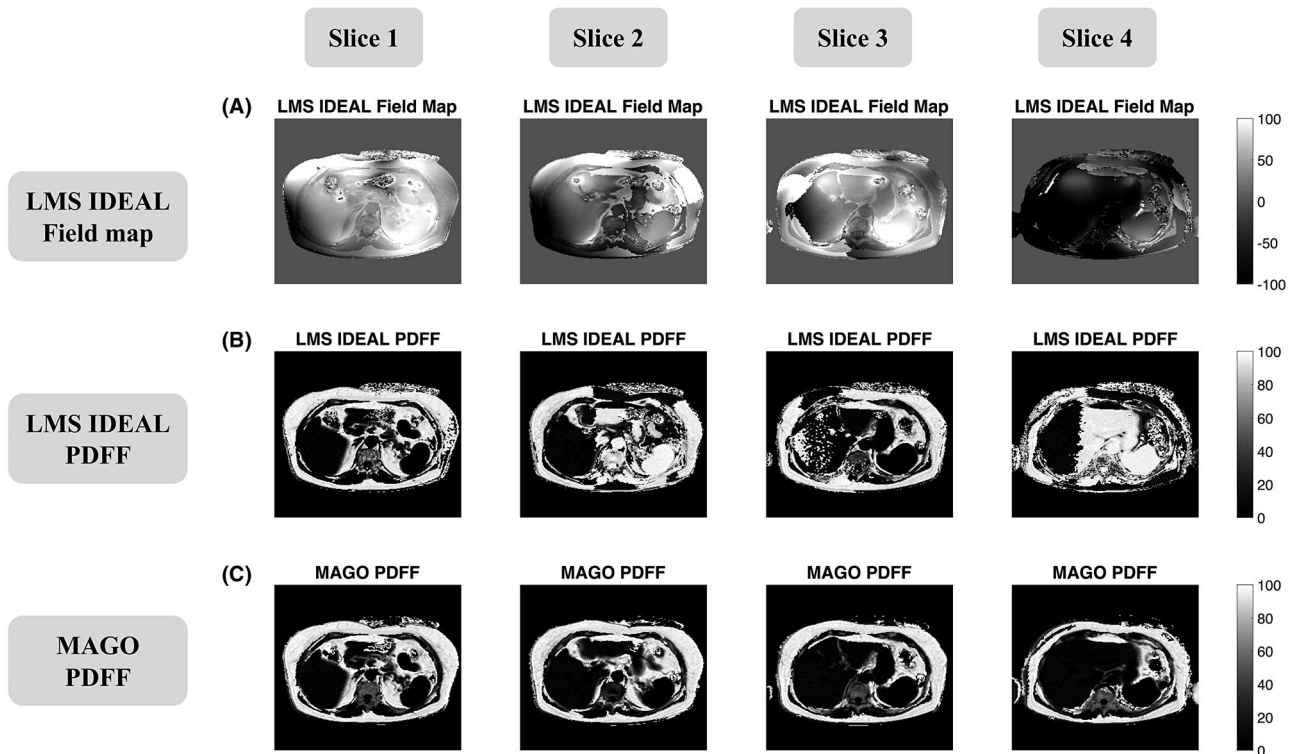 Slice 1
Slice 2
Slice 3
Slice 4
(A)
LMS IDEAL Field Map
LMS IDEAL Field Map
LMS IDEAL Field Map
LMS IDEAL Field Map
LMS IDEAL
Field map
100
50
0
-50
-100
(B)
LMS IDEAL PDFF
LMS IDEAL PDFF
LMS IDEAL PDFF
LMS IDEAL PDFF
LMS IDEAL
PDFF
100
80
60
40
20
0
(C)
MAGO PDFF
MAGO PDFF
MAGO PDFF
MAGO PDFF
MAGO
PDFF
100
80
60
40
20
0